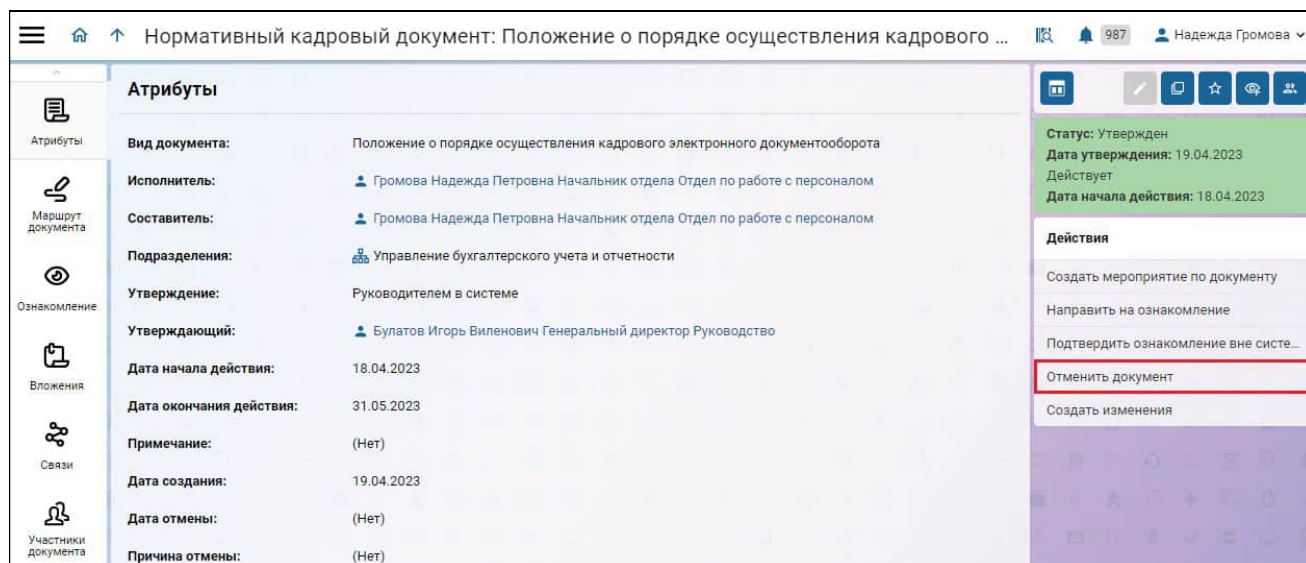 Нормативный кадровый документ: Положение о порядке осуществления кадрового ...
987
Надежда Громова
Атрибуты
Маршрут
документа
Ознакомление
Вложения
Связи
Участники
документа
Атрибуты
Вид документа: Положение о порядке осуществления кадрового электронного документооборота
Исполнитель: Громова Надежда Петровна Начальник отдела Отдел по работе с персоналом
Составитель: Громова Надежда Петровна Начальник отдела Отдел по работе с персоналом
Подразделения: Управление бухгалтерского учета и отчетности
Утверждение: Руководителем в системе
Утверждающий: Булатов Игорь Виленович Генеральный директор Руководство
Дата начала действия: 18.04.2023
Дата окончания действия: 31.05.2023
Примечание: (Нет)
Дата создания: 19.04.2023
Дата отмены: (Нет)
Причина отмены: (Нет)
Статус: Утвержден
Дата утверждения: 19.04.2023
Действует
Дата начала действия: 18.04.2023
Действия
Создать мероприятие по документу
Направить на ознакомление
Подтвердить ознакомление вне систе...
Отменить документ
Создать изменения